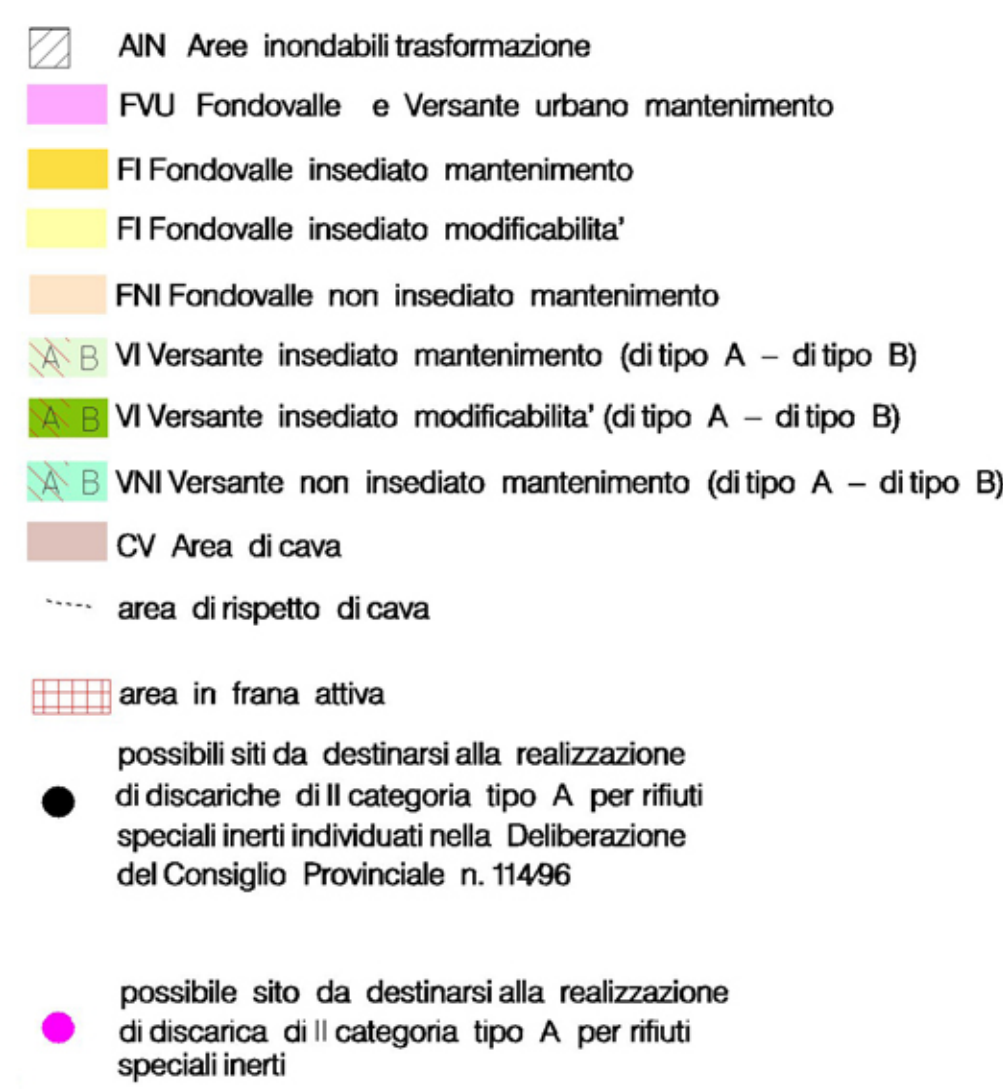 AIN Aree inondabili trasformazione
FVU Fondovalle e Versante urbano mantenimento
FI Fondovalle insediato mantenimento
FI Fondovalle insediato modificabilita'
FNI Fondovalle non insediato mantenimento
A B VI Versante insediato mantenimento (di tipo A – di tipo B)
A B VI Versante insediato modificabilita' (di tipo A – di tipo B)
A B VNI Versante non insediato mantenimento (di tipo A – di tipo B)
CV Area di cava
area di rispetto di cava
area in frana attiva
possibili siti da destinarsi alla realizzazione
di discariche di II categoria tipo A per rifiuti
speciali inerti individuati nella Deliberazione
del Consiglio Provinciale n. 114/96
possibile sito da destinarsi alla realizzazione
di discarica di II categoria tipo A per rifiuti
speciali inerti